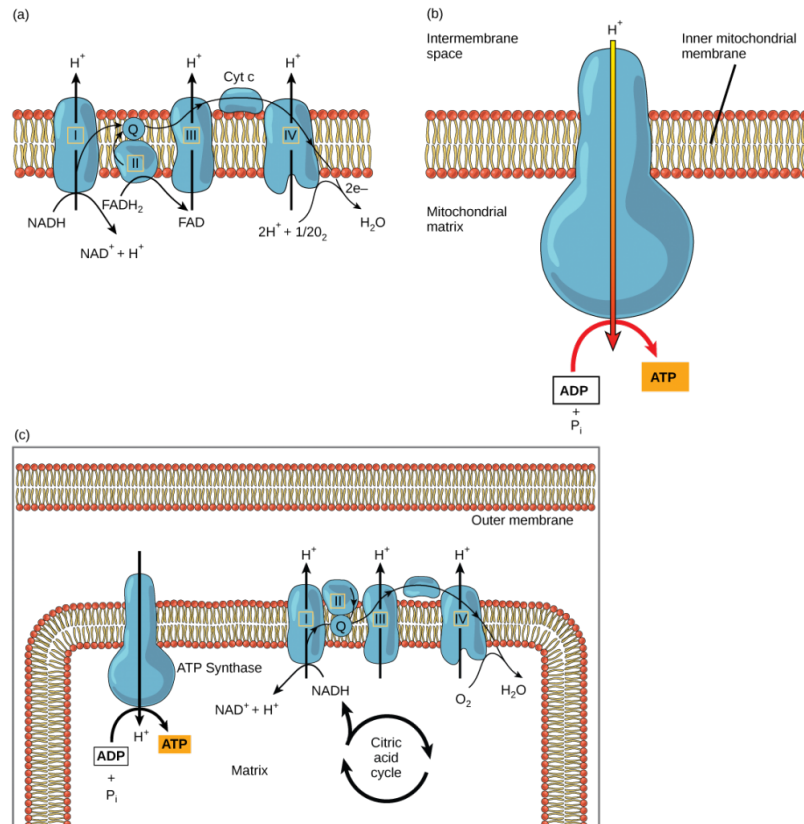 (a)
H⁺
H⁺
Cyt c
H⁺
I
Q
II
III
IV
NADH
FADH₂
FAD
2e–
H₂O
2H⁺ + 1/2O₂
NAD⁺ + H⁺
(b)
H⁺
Intermembrane
space
Inner mitochondrial
membrane
Mitochondrial
matrix
ADP
+
Pᵢ
ATP
(c)
Outer membrane
H⁺
H⁺
H⁺
I
II
Q
III
IV
ATP Synthase
NADH
NAD⁺ + H⁺
O₂
H₂O
H⁺
ADP
+
Pᵢ
ATP
Matrix
Citric
acid
cycle